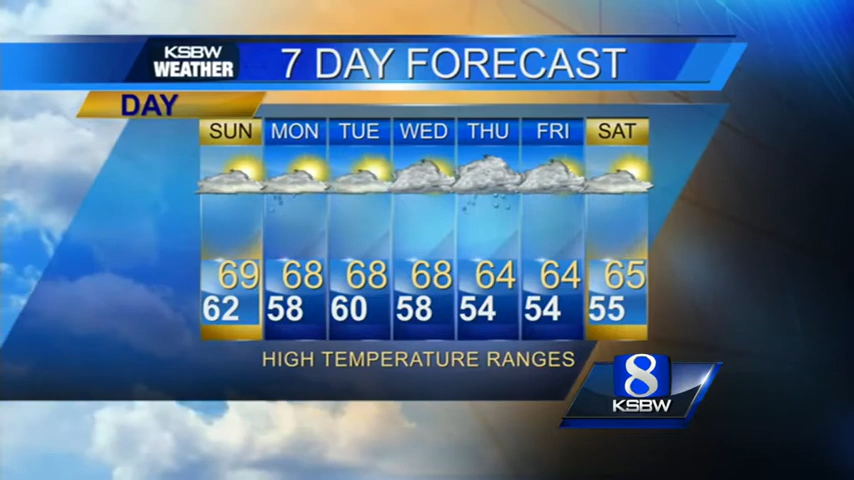 KSBW
WEATHER
7 DAY FORECAST
DAY
SUN MON TUE WED THU FRI SAT
69 68 68 68 64 64 65
62 58 60 58 54 54 55
HIGH TEMPERATURE RANGES
8
KSBW